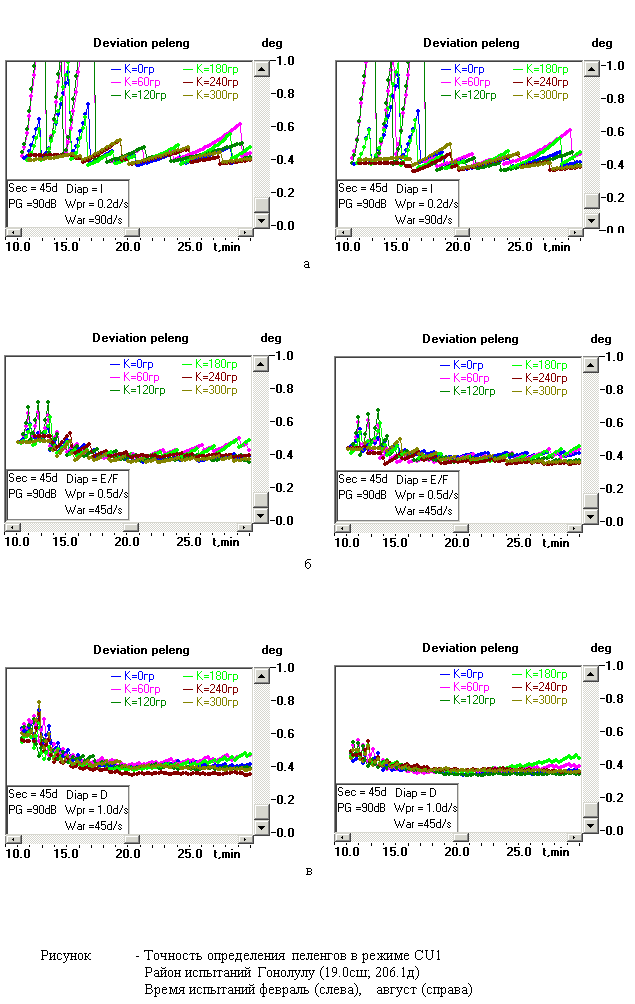 Deviation peleng deg
K=0гр K=180гр
K=60гр K=240гр
K=120гр K=300гр
1.0
0.8
0.6
0.4
0.2
0.0
Sec = 45d Diap = I
PG =90dB Wpr = 0.2d/s
War =90d/s
10.0 15.0 20.0 25.0 t,min
Deviation peleng deg
K=0гр K=180гр
K=60гр K=240гр
K=120гр K=300гр
1.0
0.8
0.6
0.4
0.2
0.0
Sec = 45d Diap = I
PG =90dB Wpr = 0.2d/s
War =90d/s
10.0 15.0 20.0 25.0 t,min
а
Deviation peleng deg
K=0гр K=180гр
K=60гр K=240гр
K=120гр K=300гр
1.0
0.8
0.6
0.4
0.2
0.0
Sec = 45d Diap = E/F
PG =90dB Wpr = 0.5d/s
War =45d/s
10.0 15.0 20.0 25.0 t,min
Deviation peleng deg
K=0гр K=180гр
K=60гр K=240гр
K=120гр K=300гр
1.0
0.8
0.6
0.4
0.2
0.0
Sec = 45d Diap = E/F
PG =90dB Wpr = 0.5d/s
War =45d/s
10.0 15.0 20.0 25.0 t,min
б
Deviation peleng deg
K=0гр K=180гр
K=60гр K=240гр
K=120гр K=300гр
1.0
0.8
0.6
0.4
0.2
0.0
Sec = 45d Diap = D
PG =90dB Wpr = 1.0d/s
War =45d/s
10.0 15.0 20.0 25.0 t,min
Deviation peleng deg
K=0гр K=180гр
K=60гр K=240гр
K=120гр K=300гр
1.0
0.8
0.6
0.4
0.2
0.0
Sec = 45d Diap = D
PG =90dB Wpr = 1.0d/s
War =45d/s
10.0 15.0 20.0 25.0 t,min
в
Рисунок - Точность определения пеленгов в режиме CU1
Район испытаний Гонолулу (19.0сш; 206.1д)
Время испытаний февраль (слева), август (справа)